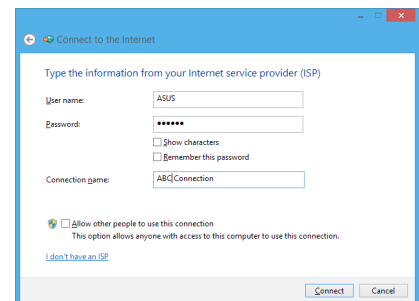 Connect to the Internet
Type the information from your Internet service provider (ISP)
User name:
ASUS
Password:
••••••
Show characters
Remember this password
Connection name:
ABC Connection
Allow other people to use this connection
This option allows anyone with access to this computer to use this connection.
I don't have an ISP
Connect
Cancel